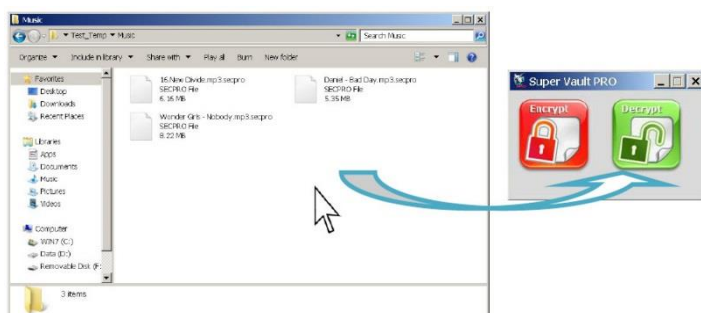 Music
Test_Temp Music
Search Music
Organize Include in library Share with Play all Burn New folder
Favorites
Desktop
Downloads
Recent Places
Libraries
Apps
Documents
Music
Pictures
Videos
Computer
WIN7 (C:)
Data (D:)
Removable Disk (F:
16.New Divide.mp3.secpro
SECPRO File
6.16 MB
Daniel - Bad Day.mp3.secpro
SECPRO File
5.35 MB
Wonder Girls - Nobody.mp3.secpro
SECPRO File
8.22 MB
3 items
Super Vault PRO
Encrypt
Decrypt